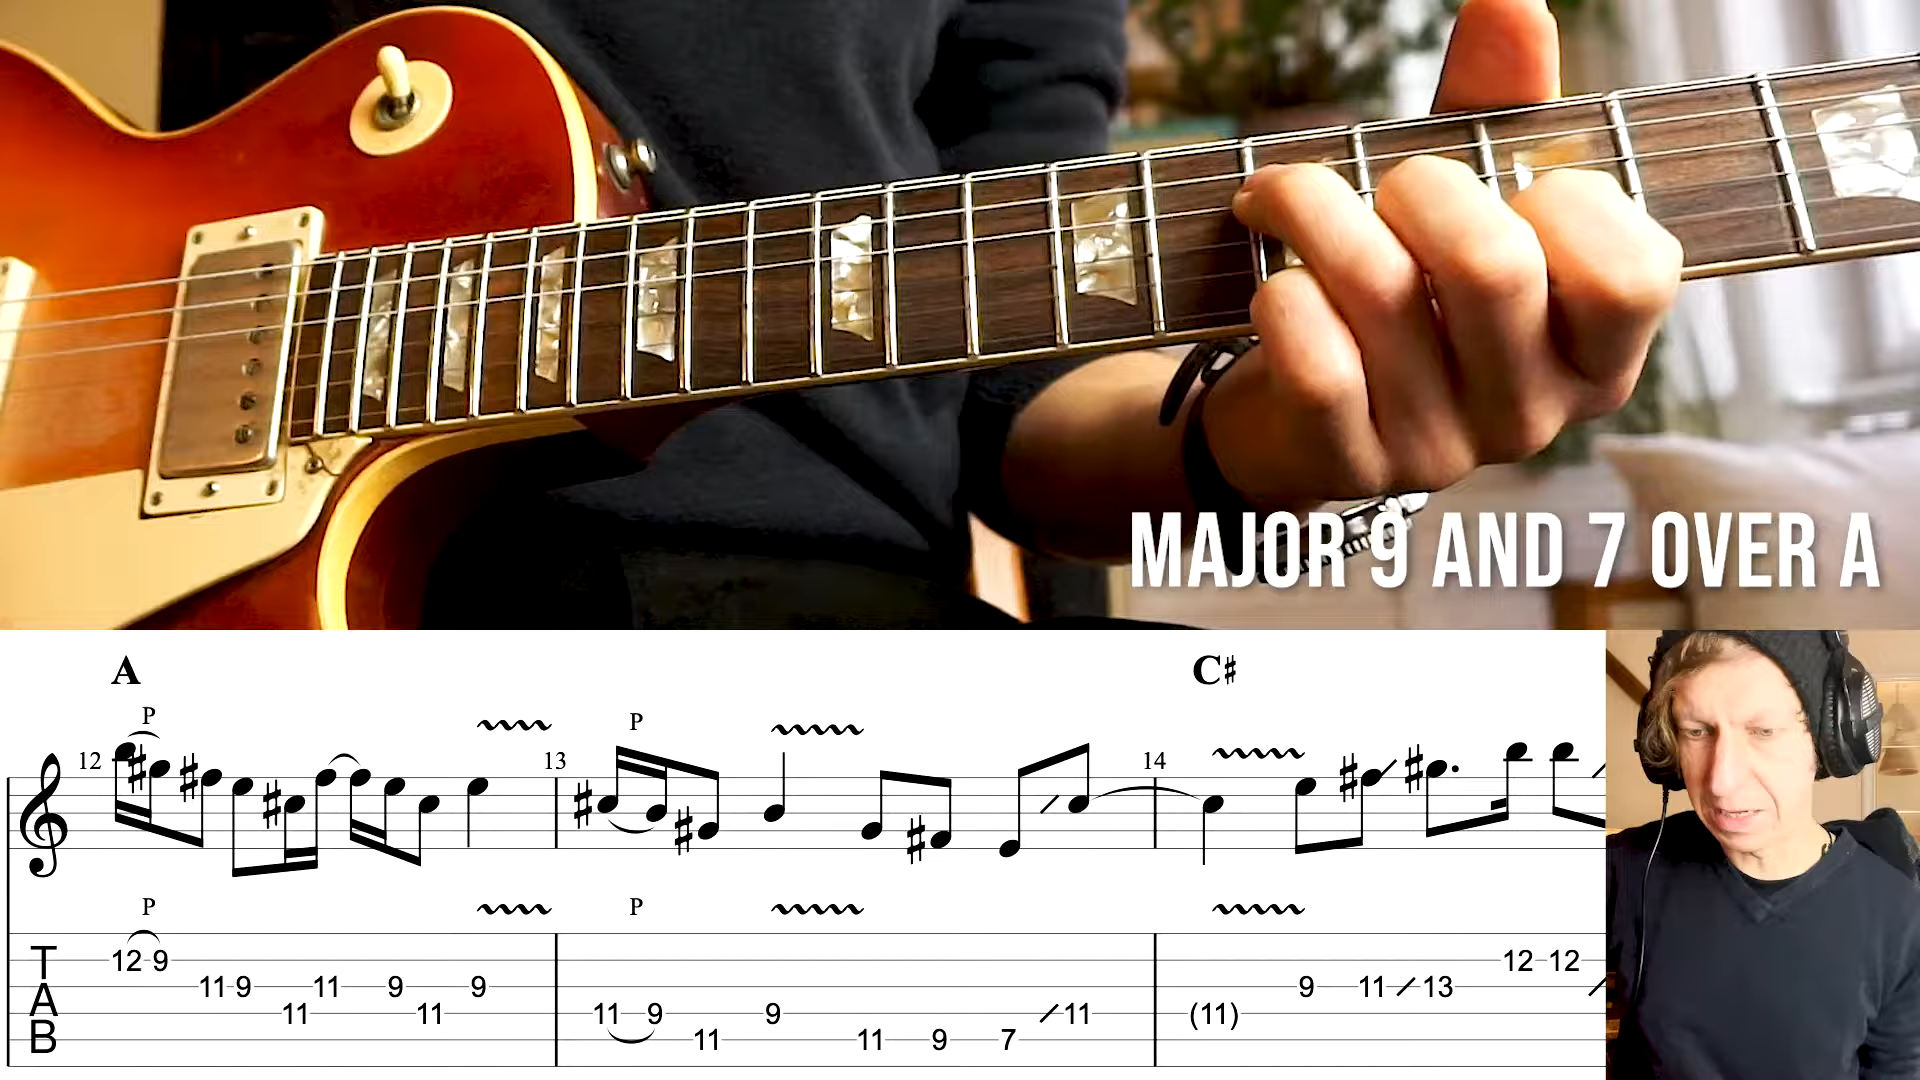 MAJOR 9 AND 7 OVER A
A C♯
P P
12 13 14
P P
T A B
12 9 12 12
11 9 11 9 9 9 11 13
11 11 11 9 9 11 (11)
11 11 9 7